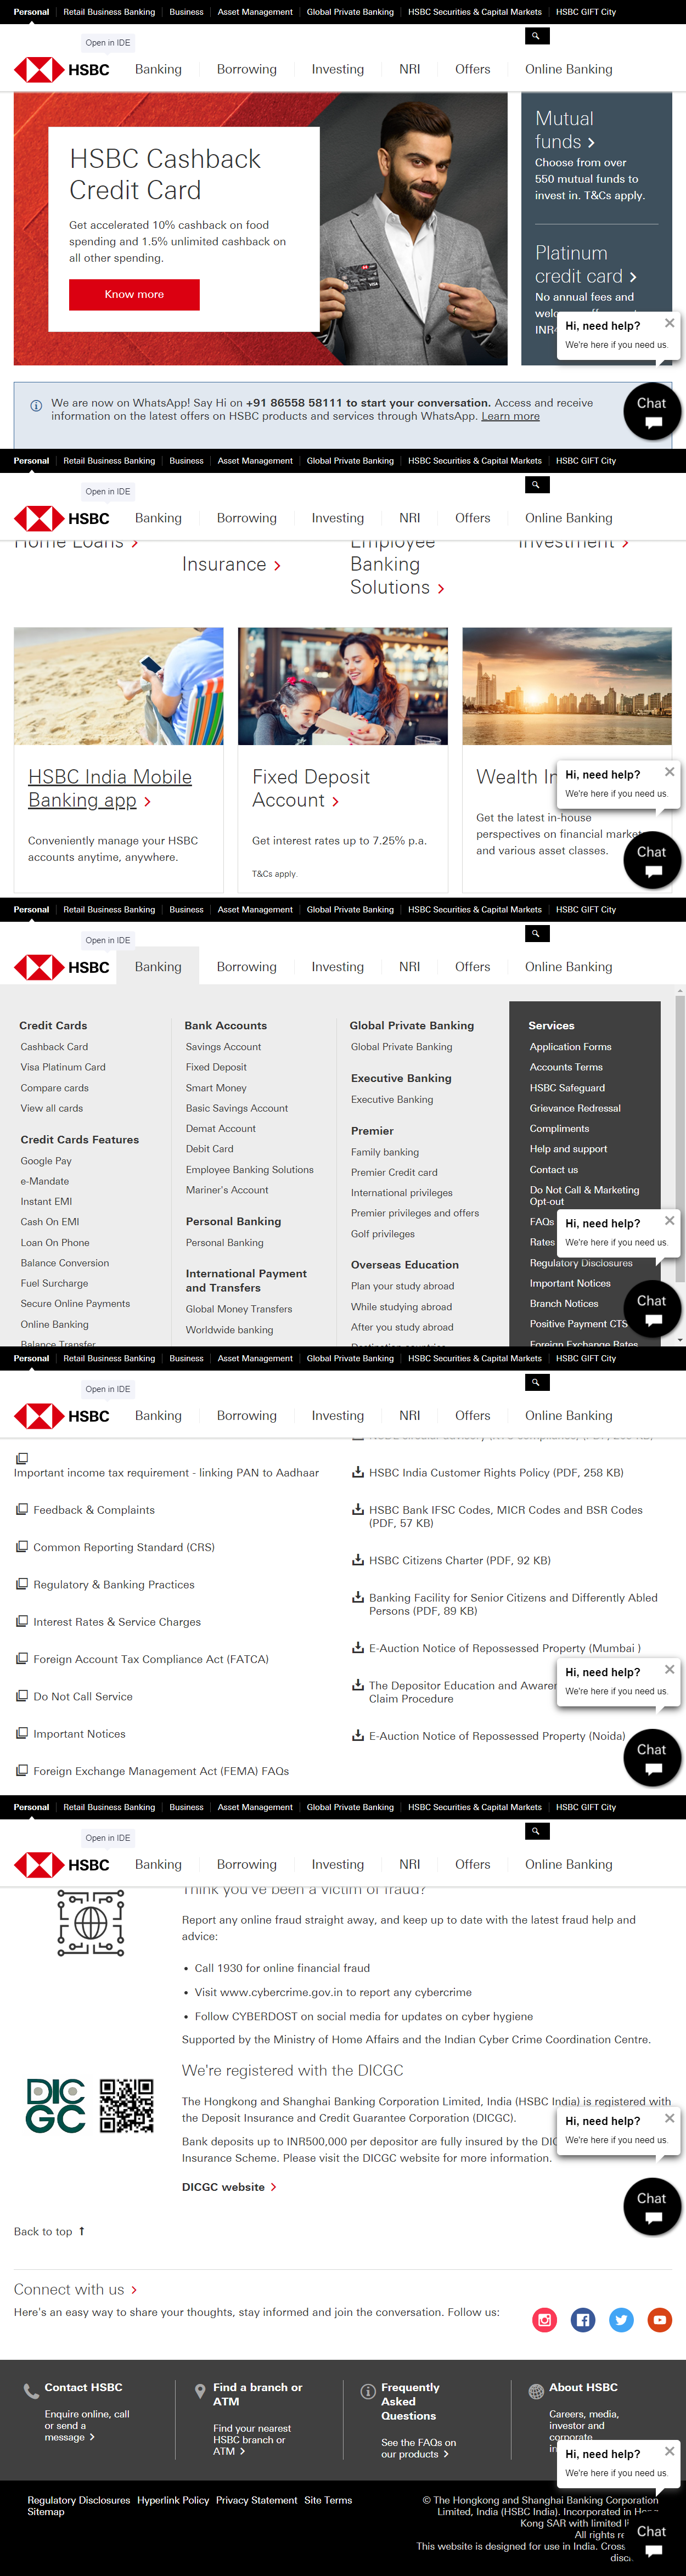 Personal Retail Business Banking Business Asset Management Global Private Banking HSBC Securities & Capital Markets HSBC GIFT City
Open in IDE
HSBC Banking Borrowing Investing NRI Offers Online Banking
HSBC Cashback
Credit Card
Get accelerated 10% cashback on food
spending and 1.5% unlimited cashback on
all other spending.
Know more
Mutual
funds
Choose from over
550 mutual funds to
invest in. T&Cs apply.
Platinum
credit card
No annual fees and
INR
Hi, need help?
We're here if you need us.
We are now on WhatsApp! Say Hi on +91 86558 58111 to start your conversation. Access and receive
information on the latest offers on HSBC products and services through WhatsApp. Learn more
Chat
Personal Retail Business Banking Business Asset Management Global Private Banking HSBC Securities & Capital Markets HSBC GIFT City
Open in IDE
HSBC Banking Borrowing Investing NRI Offers Online Banking
Home Loans
Insurance
Employee
Banking
Solutions
Investment
HSBC India Mobile
Banking app
Conveniently manage your HSBC
accounts anytime, anywhere.
Fixed Deposit
Account
Get interest rates up to 7.25% p.a.
T&Cs apply.
Wealth
Get the latest in-house
perspectives on financial
and various asset classes.
Hi, need help?
We're here if you need us.
Chat
Personal Retail Business Banking Business Asset Management Global Private Banking HSBC Securities & Capital Markets HSBC GIFT City
Open in IDE
HSBC Banking Borrowing Investing NRI Offers Online Banking
Credit Cards
Cashback Card
Visa Platinum Card
Compare cards
View all cards
Credit Cards Features
Google Pay
e-Mandate
Instant EMI
Cash On EMI
Loan On Phone
Balance Conversion
Fuel Surcharge
Secure Online Payments
Online Banking
Balance Transfer
Bank Accounts
Savings Account
Fixed Deposit
Smart Money
Basic Savings Account
Demat Account
Debit Card
Employee Banking Solutions
Mariner's Account
Personal Banking
Personal Banking
International Payment
and Transfers
Global Money Transfers
Worldwide banking
Global Private Banking
Global Private Banking
Executive Banking
Executive Banking
Premier
Family banking
Premier Credit card
International privileges
Premier privileges and offers
Golf privileges
Overseas Education
Plan your study abroad
While studying abroad
After you study abroad
Destination countries
Services
Application Forms
Accounts Terms
HSBC Safeguard
Grievance Redressal
Compliments
Help and support
Contact us
Do Not Call & Marketing
Opt-out
FAQs
Rates
Regulatory Disclosures
Important Notices
Branch Notices
Positive Payment CTS
Foreign Exchange Rates
Hi, need help?
We're here if you need us.
Chat
Personal Retail Business Banking Business Asset Management Global Private Banking HSBC Securities & Capital Markets HSBC GIFT City
Open in IDE
HSBC Banking Borrowing Investing NRI Offers Online Banking
Important income tax requirement - linking PAN to Aadhaar
Feedback & Complaints
Common Reporting Standard (CRS)
Regulatory & Banking Practices
Interest Rates & Service Charges
Foreign Account Tax Compliance Act (FATCA)
Do Not Call Service
Important Notices
Foreign Exchange Management Act (FEMA) FAQs
HSBC India Customer Rights Policy (PDF, 258 KB)
HSBC Bank IFSC Codes, MICR Codes and BSR Codes
(PDF, 57 KB)
HSBC Citizens Charter (PDF, 92 KB)
Banking Facility for Senior Citizens and Differently Abled
Persons (PDF, 89 KB)
E-Auction Notice of Repossessed Property (Mumbai )
The Depositor Education and
Claim Procedure
E-Auction Notice of Repossessed Property (Noida)
Hi, need help?
We're here if you need us.
Chat
Personal Retail Business Banking Business Asset Management Global Private Banking HSBC Securities & Capital Markets HSBC GIFT City
Open in IDE
HSBC Banking Borrowing Investing NRI Offers Online Banking
Think you've been a victim of fraud?
Report any online fraud straight away, and keep up to date with the latest fraud help and
advice:
• Call 1930 for online financial fraud
• Visit www.cybercrime.gov.in to report any cybercrime
• Follow CYBERDOST on social media for updates on cyber hygiene
Supported by the Ministry of Home Affairs and the Indian Cyber Crime Coordination Centre.
DICGC
We're registered with the DICGC
The Hongkong and Shanghai Banking Corporation Limited, India (HSBC India) is registered with
the Deposit Insurance and Credit Guarantee Corporation (DICGC).
Bank deposits up to INR500,000 per depositor are fully insured by the
Insurance Scheme. Please visit the DICGC website for more information.
DICGC website
Hi, need help?
We're here if you need us.
Chat
Back to top
Connect with us
Here's an easy way to share your thoughts, stay informed and join the conversation. Follow us:
Contact HSBC
Enquire online, call
or send a
message
Find a branch or
ATM
Find your nearest
HSBC branch or
ATM
Frequently
Asked
Questions
See the FAQs on
our products
About HSBC
Careers, media,
investor and
corporate
Hi, need help?
We're here if you need us.
Regulatory Disclosures Hyperlink Policy Privacy Statement Site Terms
Sitemap
© The Hongkong and Shanghai Banking Corporation
Limited, India (HSBC India). Incorporated in Hong
Kong SAR with limited
All rights
This website is designed for use in India.
Chat